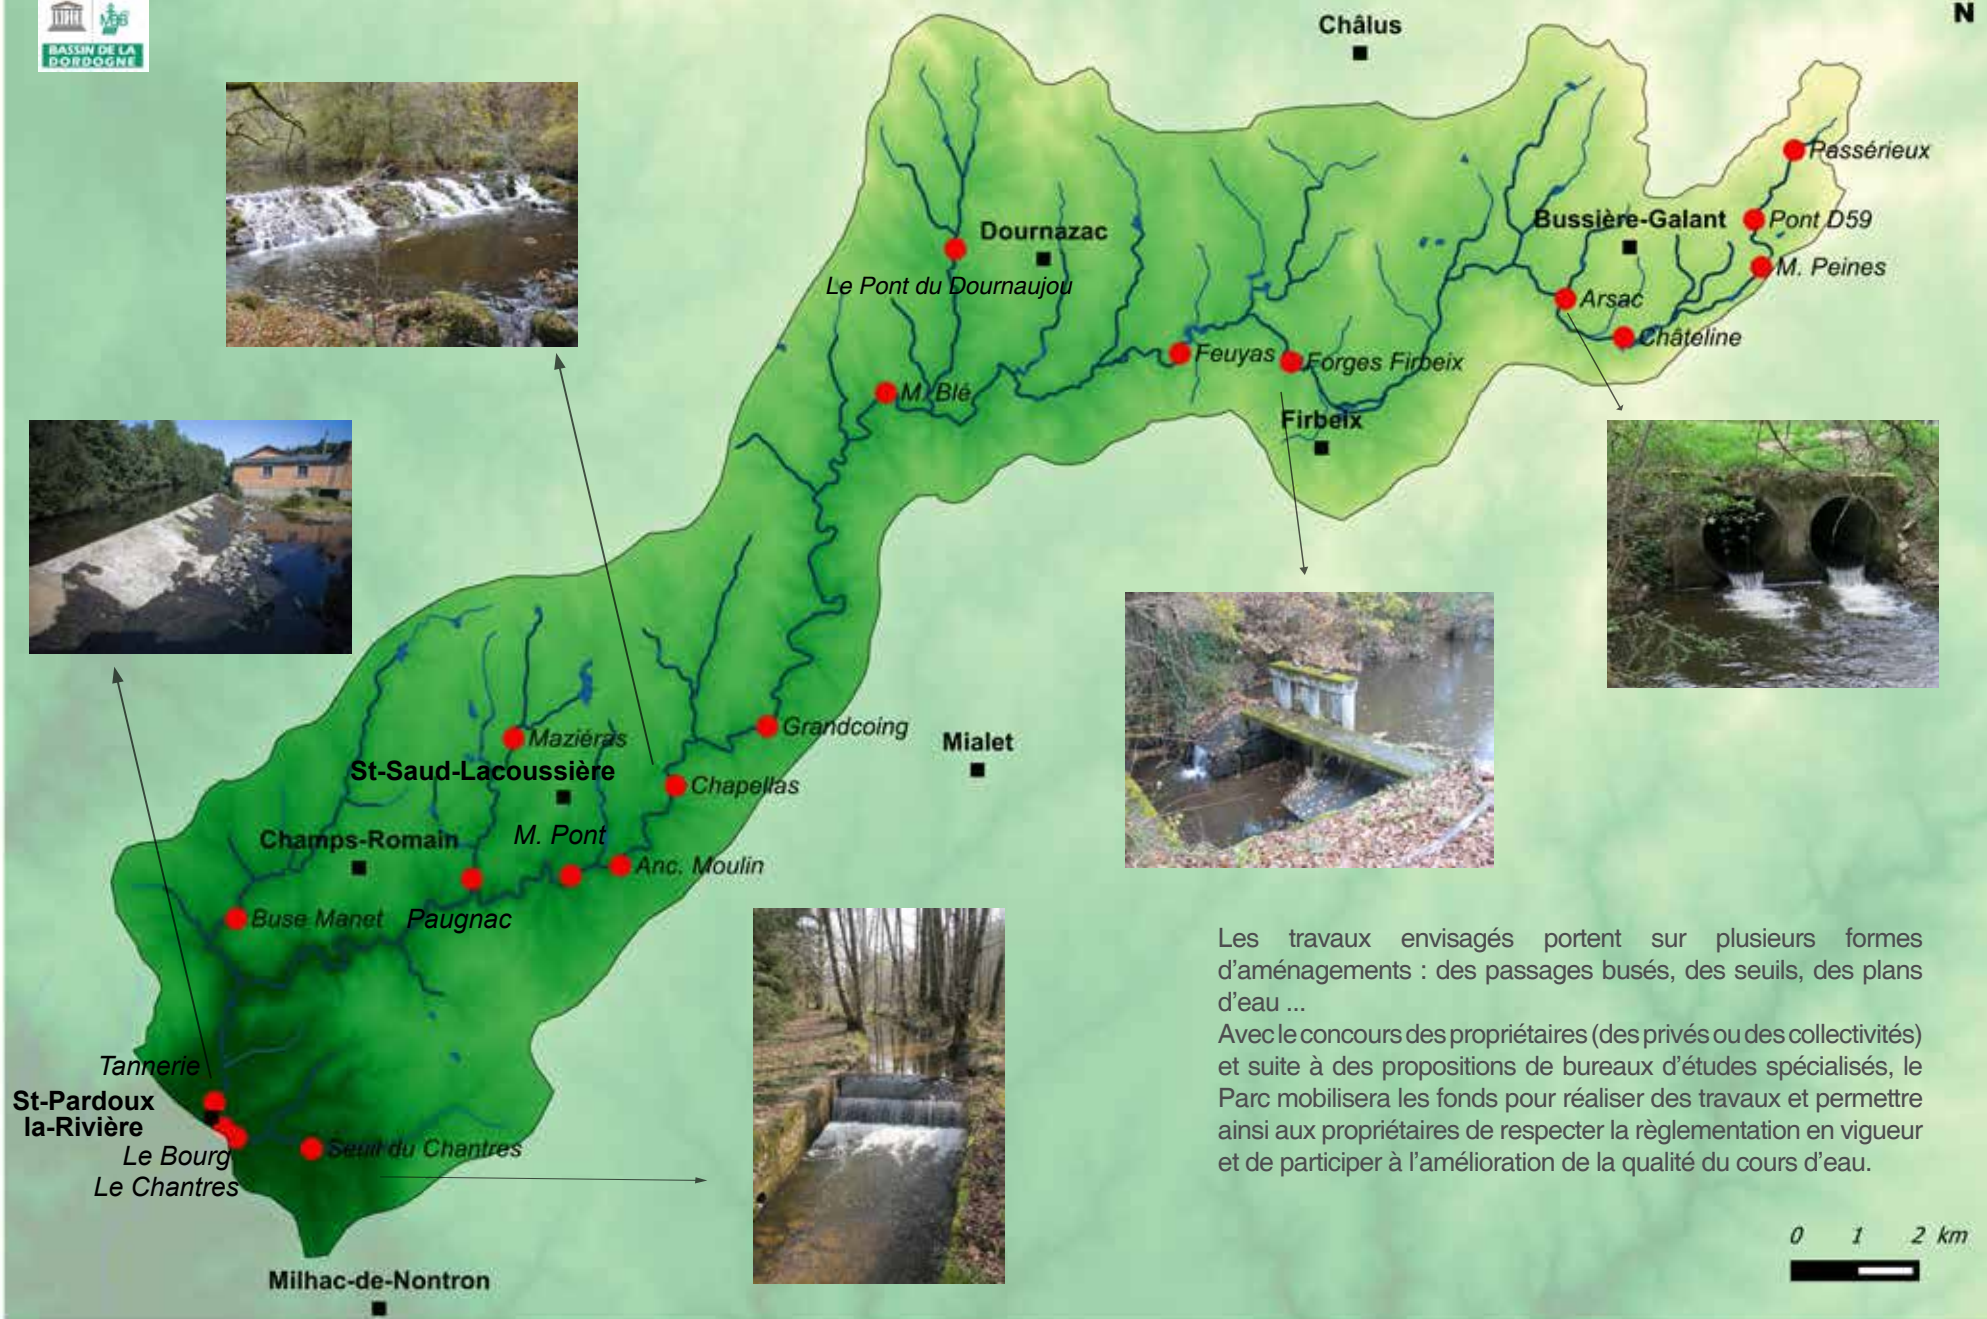 MAB
BASSIN DE LA
DORDOGNE
N
Châlus
Passérieux
Bussière-Galant
Pont D59
Dournazac
M. Peines
Le Pont du Dournaujou
Arsac
Châteline
Feuyas
Forges Firbeix
M. Blé
Firbeix
Grandcoing
Maziéras
Mialet
St-Saud-Lacoussière
Chapellas
M. Pont
Champs-Romain
Anc. Moulin
Buse Manet
Paugnac
Les travaux envisagés portent sur plusieurs formes
d'aménagements : des passages busés, des seuils, des plans
d'eau ...
Avec le concours des propriétaires (des privés ou des collectivités)
et suite à des propositions de bureaux d'études spécialisés, le
Parc mobilisera les fonds pour réaliser des travaux et permettre
ainsi aux propriétaires de respecter la règlementation en vigueur
et de participer à l'amélioration de la qualité du cours d'eau.
Tannerie
St-Pardoux
la-Rivière
Seuil du Chantres
Le Bourg
Le Chantres
0 1 2 km
Milhac-de-Nontron